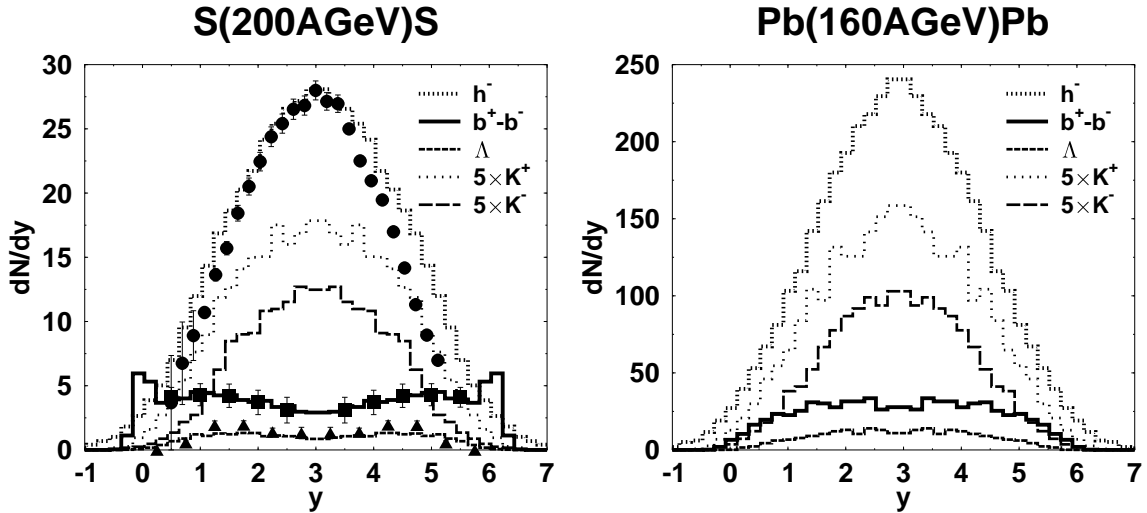 S(200AGeV)S
Pb(160AGeV)Pb
30
25
20
15
10
5
0
dN/dy
h⁻
b⁺-b⁻
Λ
5×K⁺
5×K⁻
-1 0 1 2 3 4 5 6 7
y
250
200
150
100
50
0
dN/dy
h⁻
b⁺-b⁻
Λ
5×K⁺
5×K⁻
-1 0 1 2 3 4 5 6 7
y